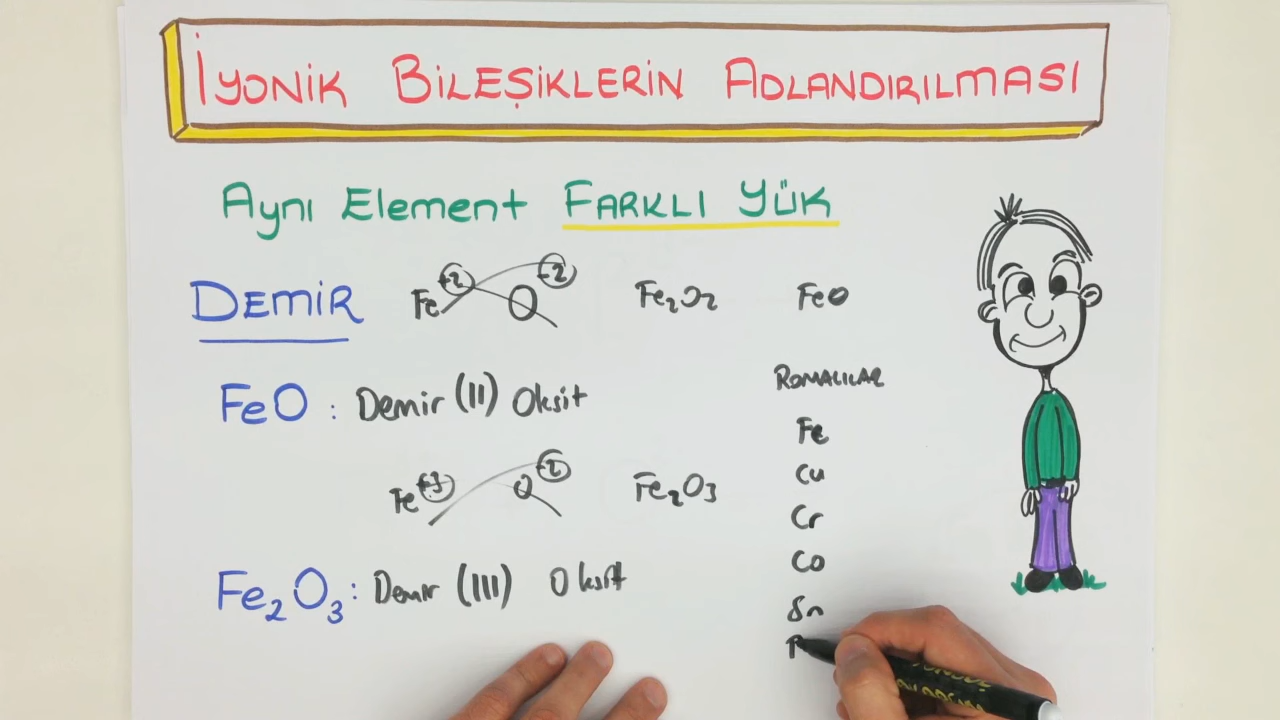 İYONİK BİLEŞİKLERİN ADLANDIRILMASI
Aynı Element FARKLI YÜK
DEMİR Fe +2 O -2 Fe₂O₂ FeO
FeO : Demir (II) Oksit
Fe +3 O -2 Fe₂O₃
Fe₂O₃ : Demir (III) Oksit
ROMALILAR
Fe
Cu
Cr
Co
Sn